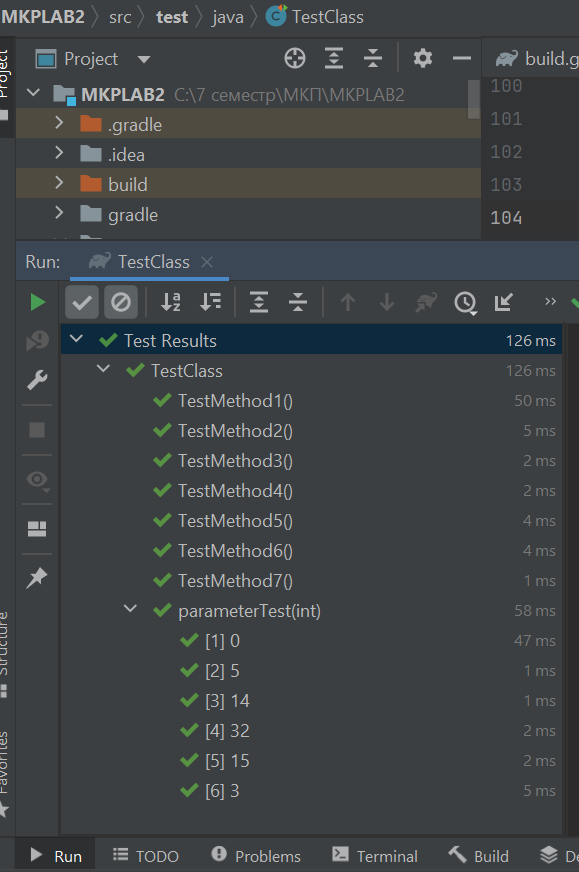 MKPLAB2 src test java TestClass
Project
Project
build.g
MKPLAB2 C:\7 семестр\МКП\MKPLAB2
.gradle
.idea
build
gradle
100
101
102
103
104
Run: TestClass
Test Results 126 ms
TestClass 126 ms
TestMethod1() 50 ms
TestMethod2() 5 ms
TestMethod3() 2 ms
TestMethod4() 2 ms
TestMethod5() 4 ms
TestMethod6() 4 ms
TestMethod7() 1 ms
parameterTest(int) 58 ms
[1] 0 47 ms
[2] 5 1 ms
[3] 14 1 ms
[4] 32 2 ms
[5] 15 2 ms
[6] 3 5 ms
Structure
Favorites
Run TODO Problems Terminal Build De